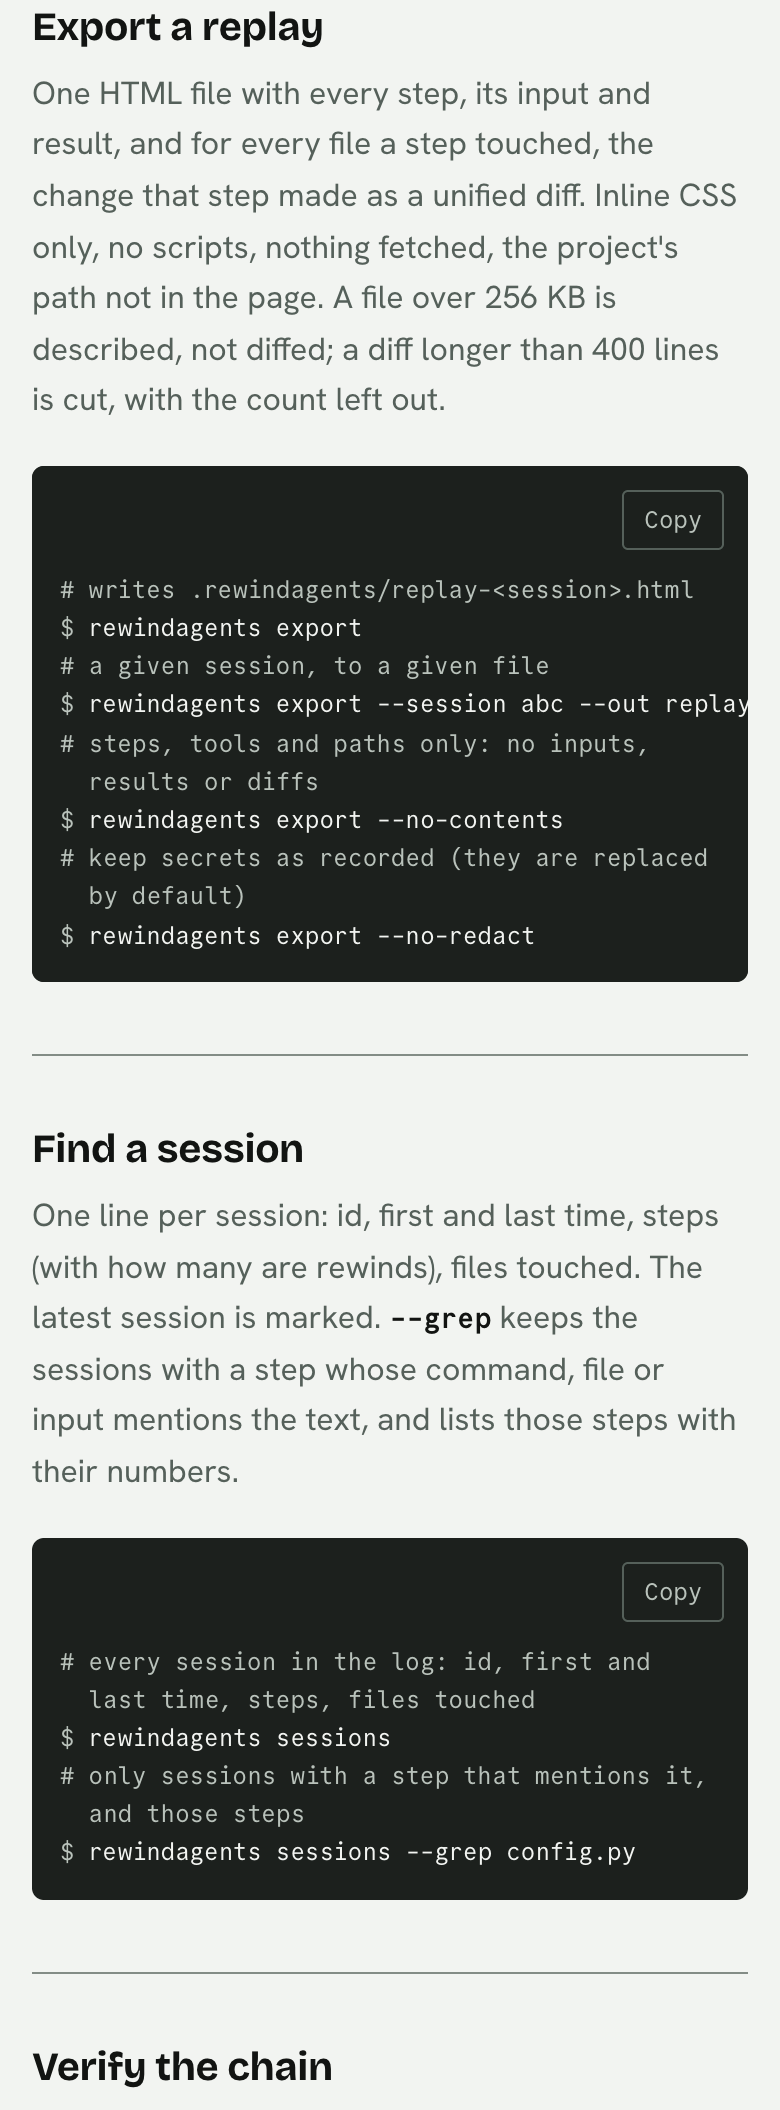 Export a replay
One HTML file with every step, its input and
result, and for every file a step touched, the
change that step made as a unified diff. Inline CSS
only, no scripts, nothing fetched, the project's
path not in the page. A file over 256 KB is
described, not diffed; a diff longer than 400 lines
is cut, with the count left out.
Copy
# writes .rewindagents/replay-<session>.html
$ rewindagents export
# a given session, to a given file
$ rewindagents export --session abc --out replay
# steps, tools and paths only: no inputs,
results or diffs
$ rewindagents export --no-contents
# keep secrets as recorded (they are replaced
by default)
$ rewindagents export --no-redact
Find a session
One line per session: id, first and last time, steps
(with how many are rewinds), files touched. The
latest session is marked. --grep keeps the
sessions with a step whose command, file or
input mentions the text, and lists those steps with
their numbers.
Copy
# every session in the log: id, first and
last time, steps, files touched
$ rewindagents sessions
# only sessions with a step that mentions it,
and those steps
$ rewindagents sessions --grep config.py
Verify the chain